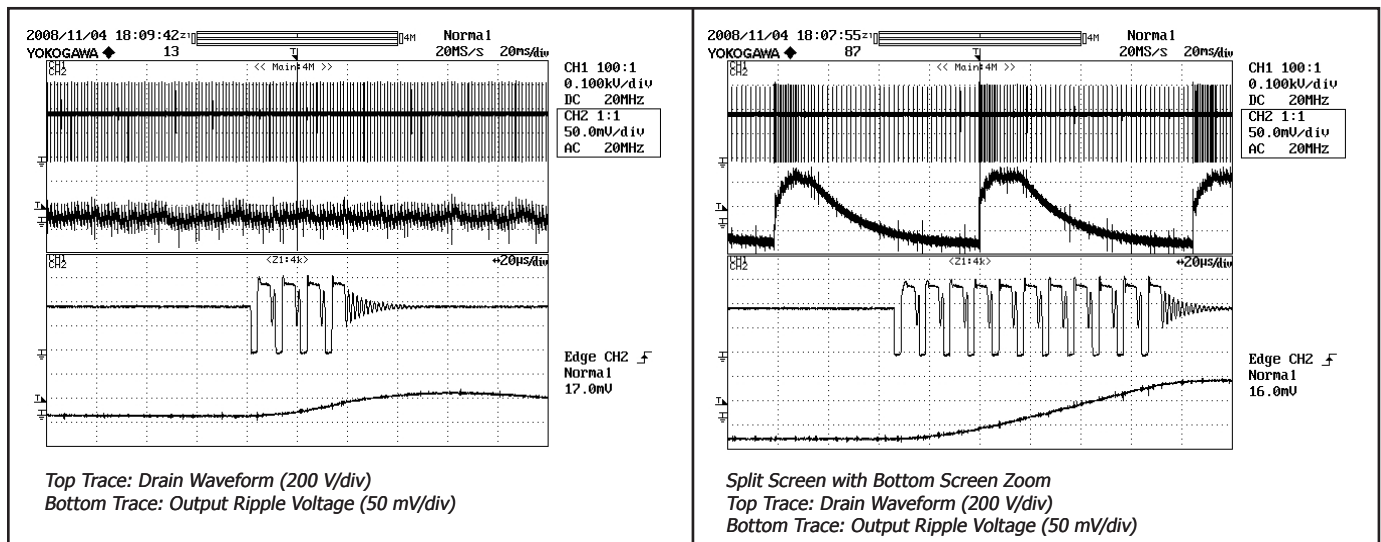 2008/11/04 18:09:42 Z1 4M Normal
YOKOGAWA ◆ 13 T 20MS/s 20ms/div
CH1
CH2
<< Main:4M >>
CH1 100:1
0.100kV/div
DC 20MHz
CH2 1:1
50.0mV/div
AC 20MHz
T
CH1
CH2
<Z1:4k>
20µs/div
Edge CH2
Normal
17.0mV
T
Top Trace: Drain Waveform (200 V/div)
Bottom Trace: Output Ripple Voltage (50 mV/div)
2008/11/04 18:07:55 Z1 4M Normal
YOKOGAWA ◆ 87 T 20MS/s 20ms/div
CH1
CH2
<< Main:4M >>
CH1 100:1
0.100kV/div
DC 20MHz
CH2 1:1
50.0mV/div
AC 20MHz
T
CH1
CH2
<Z1:4k>
20µs/div
Edge CH2
Normal
16.0mV
T
Split Screen with Bottom Screen Zoom
Top Trace: Drain Waveform (200 V/div)
Bottom Trace: Output Ripple Voltage (50 mV/div)